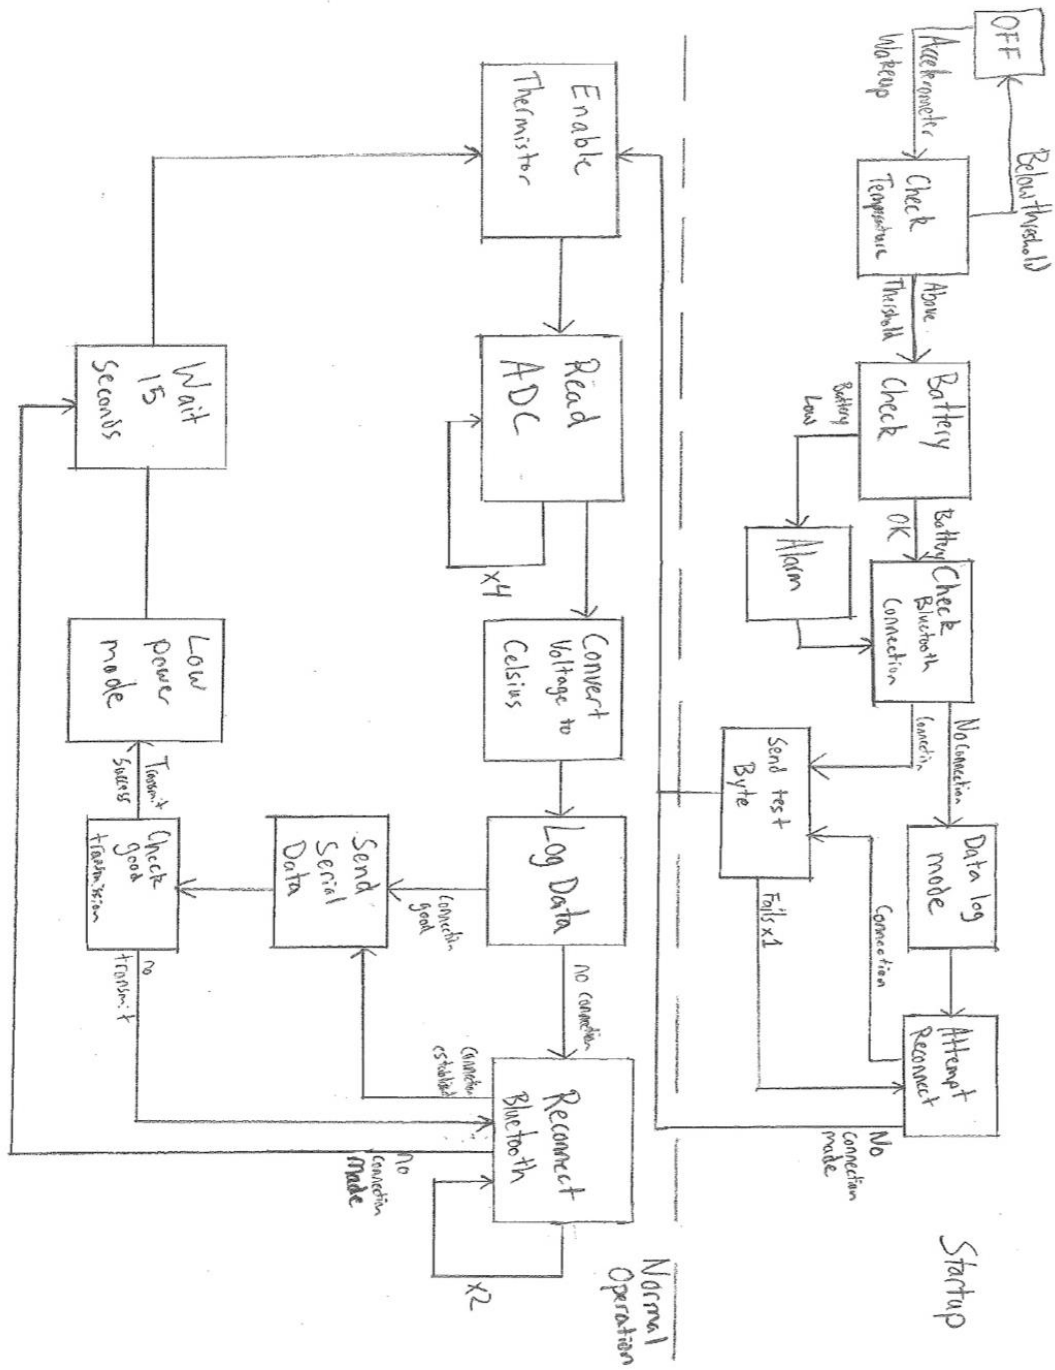 OFF
Accelerometer
Wakeup
Below threshold
Check
Temperature
Above
Threshold
Battery
Check
Battery
Low
Battery
OK
Alarm
Check
Bluetooth
Connection
No connection
Connection
Data log
mode
Send test
Byte
Connection
Fails x1
Attempt
Reconnect
No
connection
made
Startup
Normal
Operation
Enable
Thermistor
Read
ADC
x4
Convert
Voltage to
Celsius
Log Data
no connection
connection
good
Reconnect
Bluetooth
x2
connection
established
no
connection
made
Send
Serial
Data
Check
good
transmission
no
transmit
Transmit
Success
Low
power
mode
Wait
15
Seconds